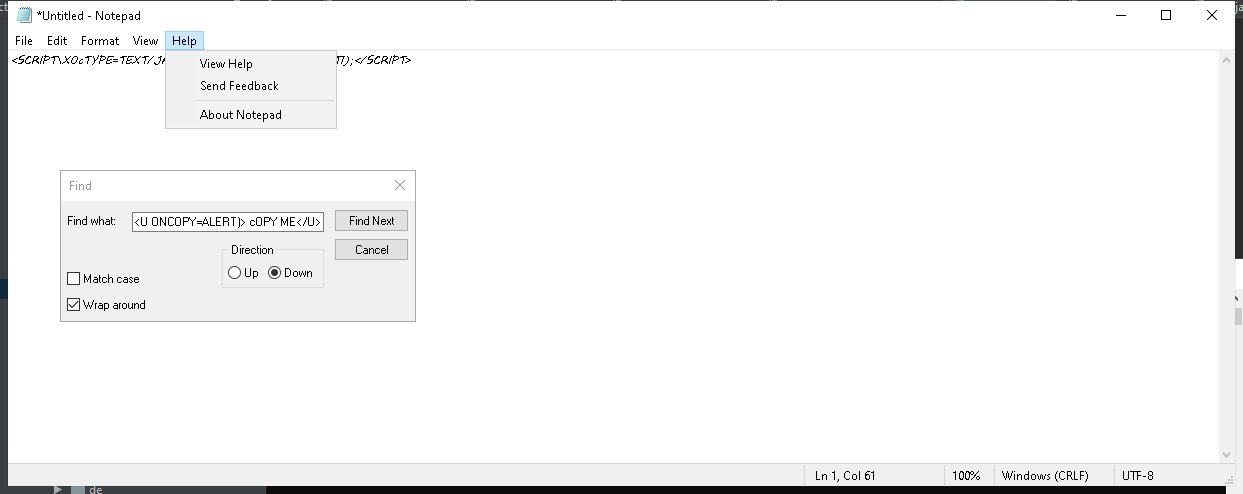 *Untitled - Notepad
File Edit Format View Help
<SCRIPT\x0cTYPE=TEXT/JA );</SCRIPT>
View Help
Send Feedback
About Notepad
Find
Find what: <U ONCOPY=ALERT)> cOPY ME</U> Find Next
Direction Cancel
Up Down
Match case
Wrap around
Ln 1, Col 61 100% Windows (CRLF) UTF-8
de